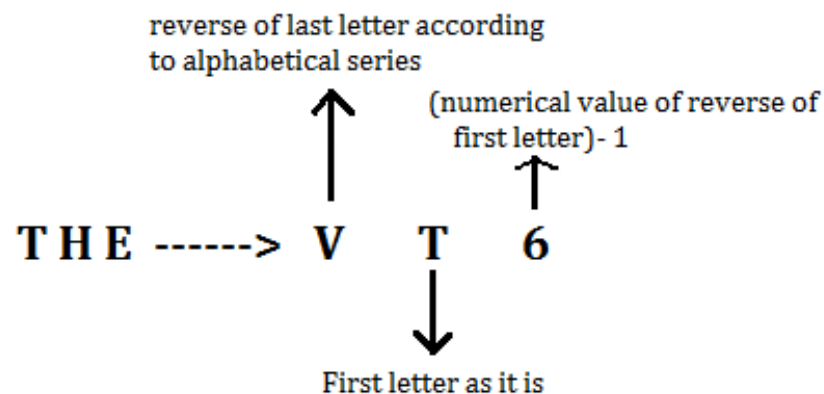 reverse of last letter according
to alphabetical series
(numerical value of reverse of
first letter)- 1
T H E ------> V T 6
First letter as it is